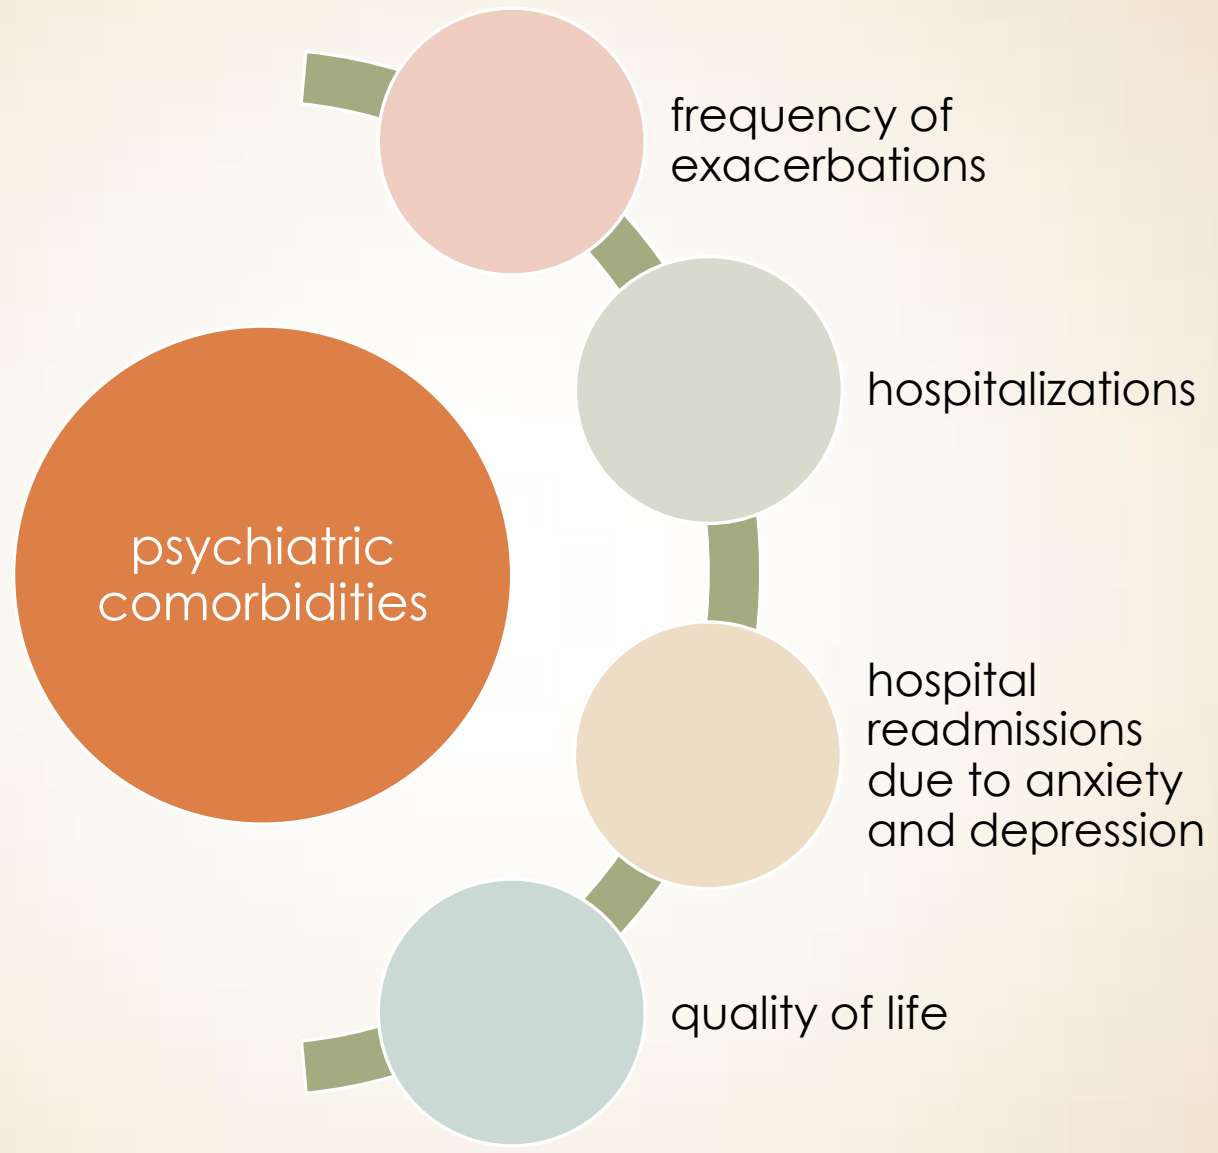 frequency of
exacerbations
hospitalizations
psychiatric
comorbidities
hospital
readmissions
due to anxiety
and depression
quality of life